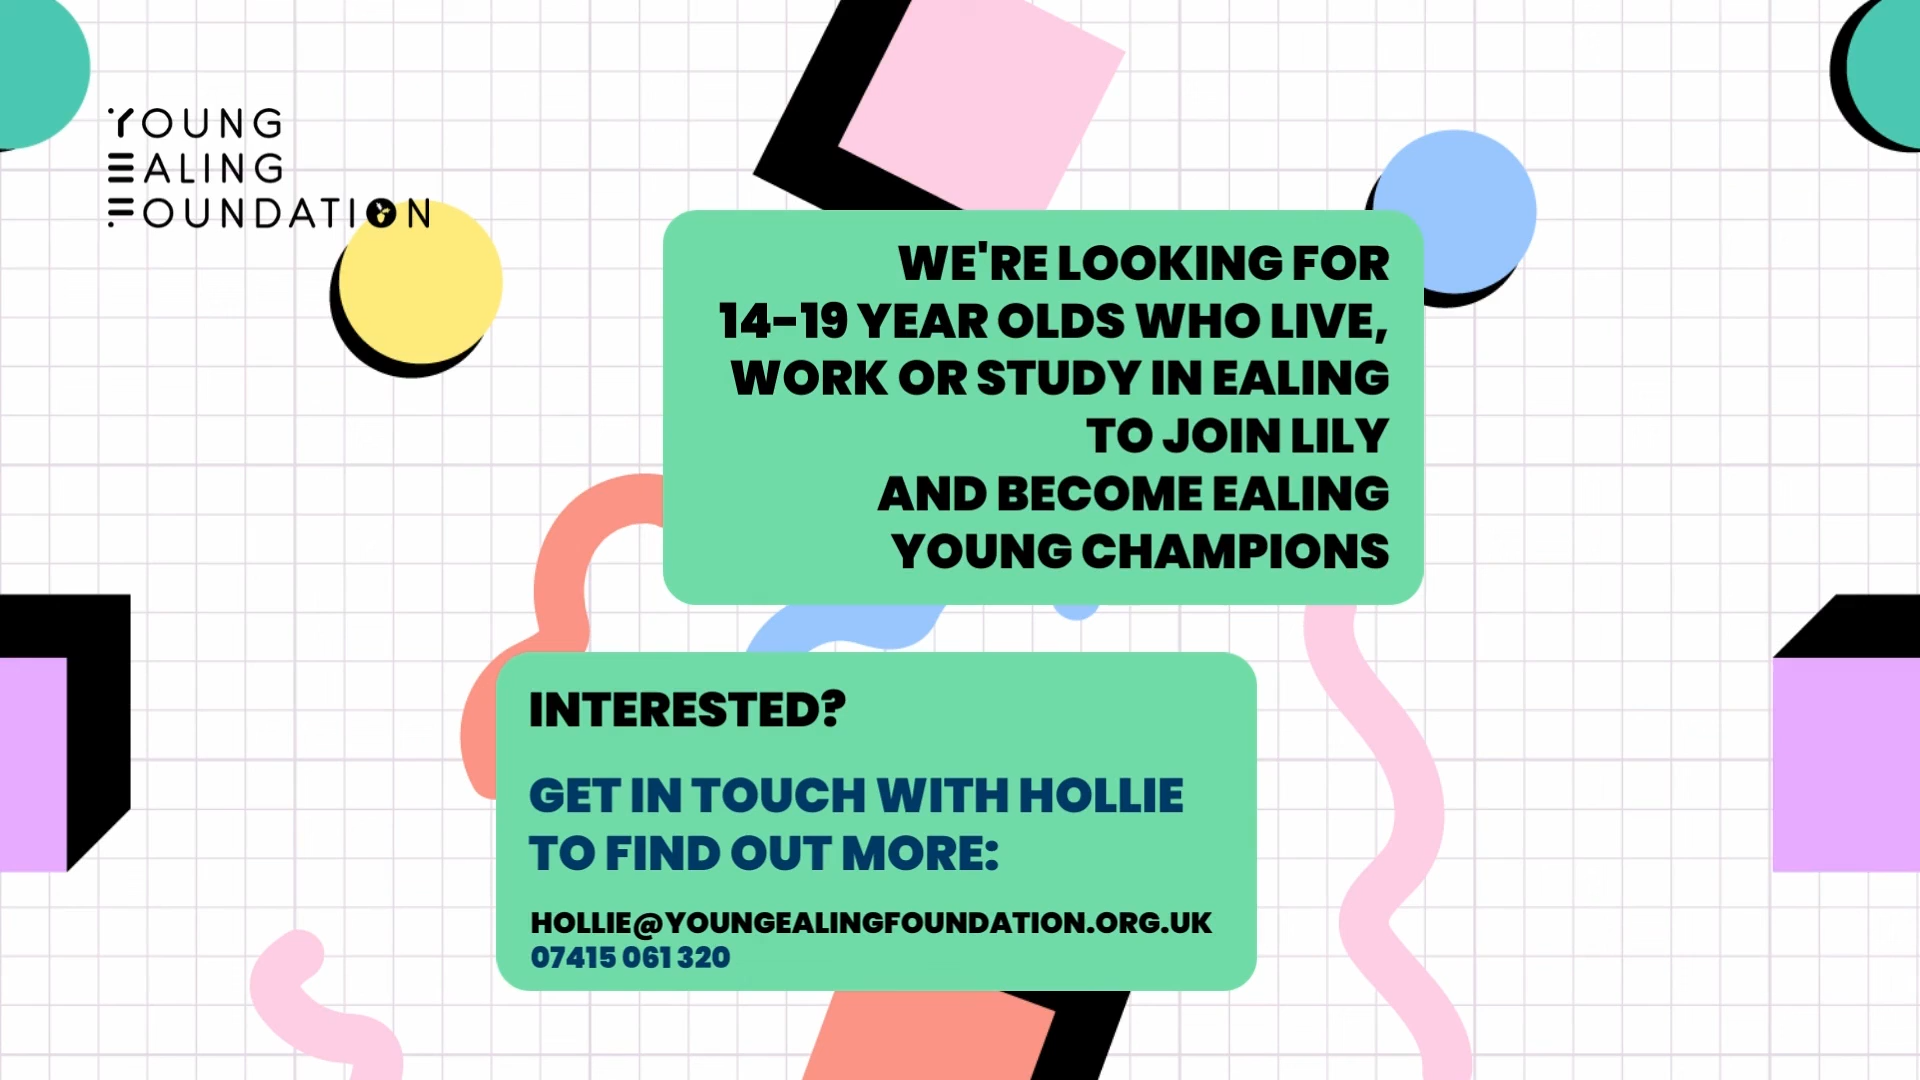 YOUNG
EALING
FOUNDATION
WE'RE LOOKING FOR
14-19 YEAR OLDS WHO LIVE,
WORK OR STUDY IN EALING
TO JOIN LILY
AND BECOME EALING
YOUNG CHAMPIONS
INTERESTED?
GET IN TOUCH WITH HOLLIE
TO FIND OUT MORE:
HOLLIE@YOUNGEALINGFOUNDATION.ORG.UK
07415 061 320